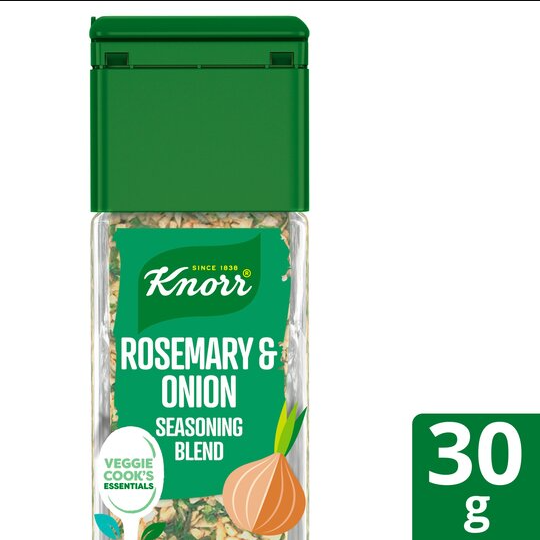 SINCE 1838
Knorr®
ROSEMARY &
ONION
SEASONING
BLEND
VEGGIE
COOK'S
ESSENTIALS
30
g